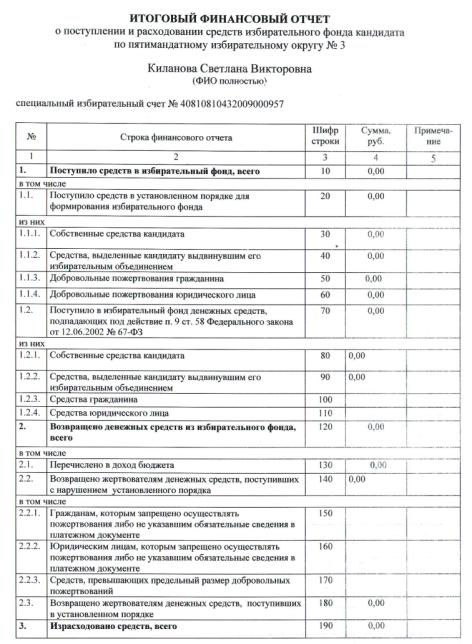 ИТОГОВЫЙ ФИНАНСОВЫЙ ОТЧЕТ
о поступлении и расходовании средств избирательного фонда кандидата
по пятимандатному избирательному округу № 3
Киланова Светлана Викторовна
(ФИО полностью)
специальный избирательный счет № 40810810432009000957
№ Строка финансового отчета Шифр строки Сумма, руб. Примеча-ние
1 2 3 4 5
1. Поступило средств в избирательный фонд, всего 10 0,00
в том числе
1.1. Поступило средств в установленном порядке для 20 0,00
формирования избирательного фонда
из них
1.1.1. Собственные средства кандидата 30 0,00
1.1.2. Средства, выделенные кандидату выдвинувшим его 40 0,00
избирательным объединением
1.1.3. Добровольные пожертвования гражданина 50 0,00
1.1.4. Добровольные пожертвования юридического лица 60 0,00
1.2. Поступило в избирательный фонд денежных средств, 70 0,00
подпадающих под действие п. 9 ст. 58 Федерального закона
от 12.06.2002 № 67-ФЗ
из них
1.2.1. Собственные средства кандидата 80 0,00
1.2.2. Средства, выделенные кандидату выдвинувшим его 90 0,00
избирательным объединением
1.2.3. Средства гражданина 100
1.2.4. Средства юридического лица 110
2. Возвращено денежных средств из избирательного фонда, 120 0,00
всего
в том числе
2.1. Перечислено в доход бюджета 130 0,00
2.2. Возвращено жертвователям денежных средств, поступивших 140 0,00
с нарушением установленного порядка
в том числе
2.2.1. Гражданам, которым запрещено осуществлять 150
пожертвования либо не указавшим обязательные сведения в
платежном документе
2.2.2. Юридическим лицам, которым запрещено осуществлять 160
пожертвования либо не указавшим обязательные сведения в
платежном документе
2.2.3. Средств, превышающих предельный размер добровольных 170
пожертвований
2.3. Возвращено жертвователям денежных средств, поступивших 180 0,00
в установленном порядке
3. Израсходовано средств, всего 190 0,00